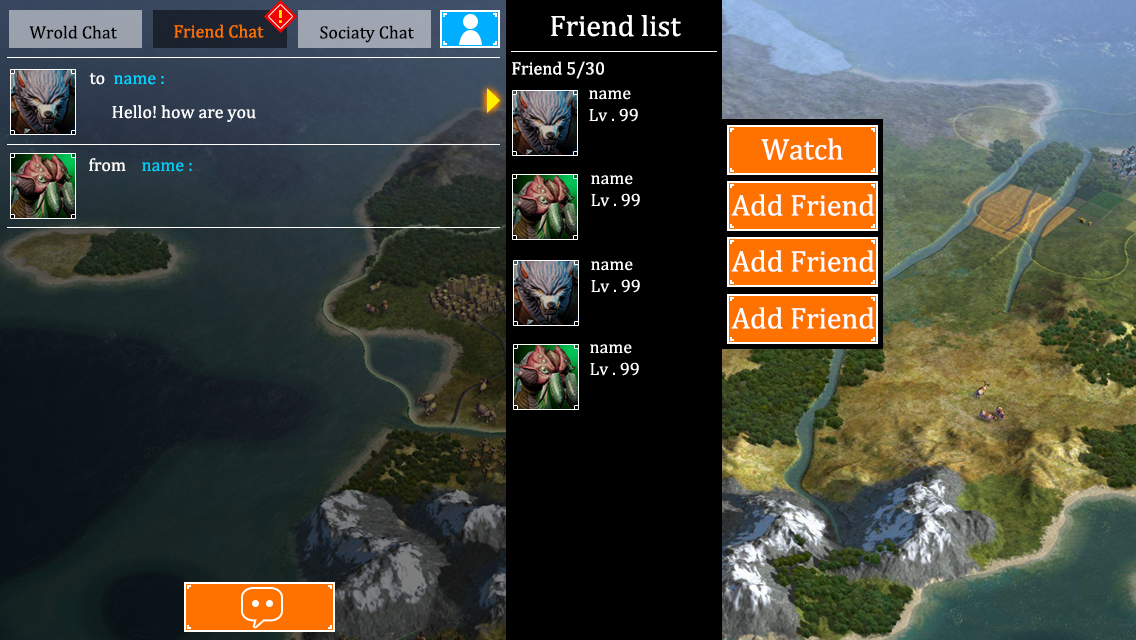 Wrold Chat
Friend Chat
!
Sociaty Chat
to name :
Hello! how are you
from name :
Friend list
Friend 5/30
name
Lv . 99
name
Lv . 99
name
Lv . 99
name
Lv . 99
Watch
Add Friend
Add Friend
Add Friend